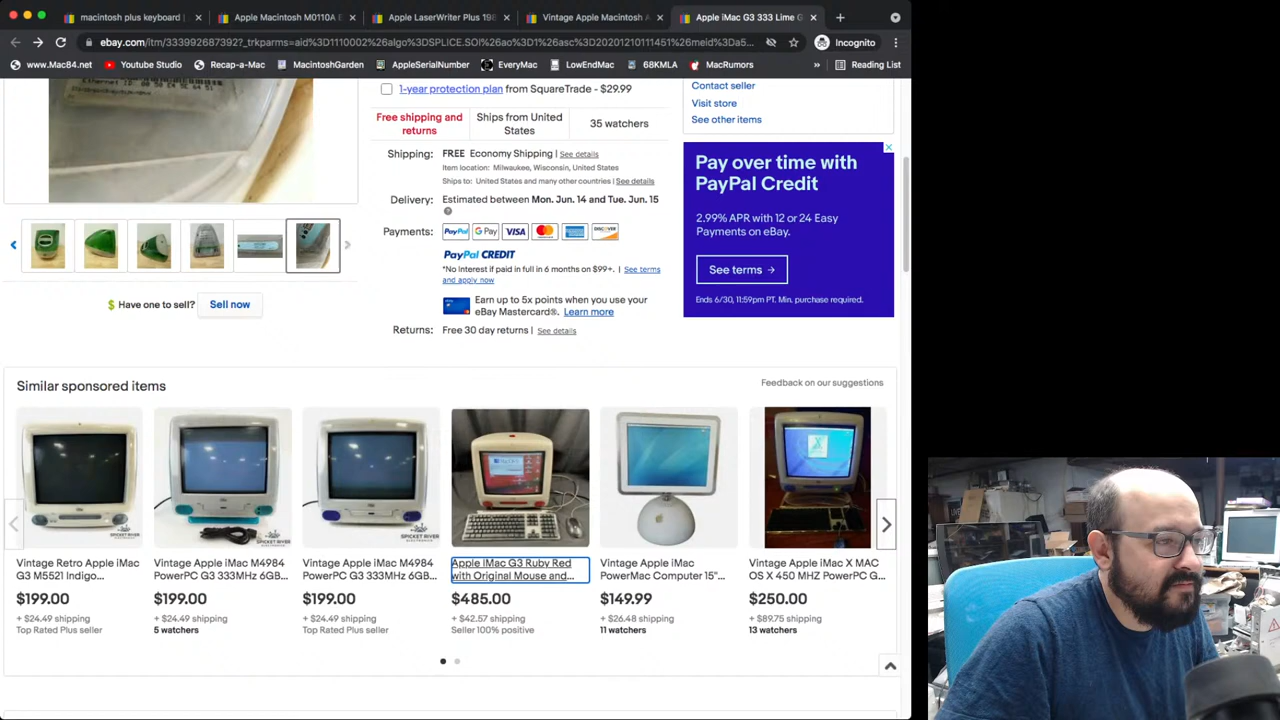 macintosh plus keyboard |
Apple Macintosh M0110A E
Apple LaserWriter Plus 198
Vintage Apple Macintosh A
Apple iMac G3 333 Lime G
ebay.com/itm/333992687392?_trkparms=aid%3D1110002%26algo%3DSPLICE.SOI%26ao%3D1%26asc%3D20201210111451%26meid%3Da5...
Incognito
www.Mac84.net
Youtube Studio
Recap-a-Mac
MacintoshGarden
AppleSerialNumber
EveryMac
LowEndMac
68KMLA
MacRumors
»
Reading List
1-year protection plan from SquareTrade - $29.99
Free shipping and returns
Ships from United States
35 watchers
Shipping: FREE Economy Shipping | See details
Item location: Milwaukee, Wisconsin, United States
Ships to: United States and many other countries | See details
Delivery: Estimated between Mon. Jun. 14 and Tue. Jun. 15
Payments: PayPal G Pay VISA DISCOVER
PayPal CREDIT
*No interest if paid in full in 6 months on $99+. | See terms
and apply now
Earn up to 5x points when you use your
eBay Mastercard®. Learn more
Returns: Free 30 day returns | See details
Contact seller
Visit store
See other items
Pay over time with
PayPal Credit
2.99% APR with 12 or 24 Easy
Payments on eBay.
See terms →
Ends 6/30, 11:59pm PT. Min. purchase required.
Have one to sell? Sell now
Similar sponsored items
Feedback on our suggestions
SPICKET RIVER
SPICKET RIVER
Vintage Retro Apple iMac
G3 M5521 Indigo...
$199.00
+ $24.49 shipping
Top Rated Plus seller
Vintage Apple iMac M4984
PowerPC G3 333MHz 6GB...
$199.00
+ $24.49 shipping
5 watchers
Vintage Apple iMac M4984
PowerPC G3 333MHz 6GB...
$199.00
+ $24.49 shipping
Top Rated Plus seller
Apple iMac G3 Ruby Red
with Original Mouse and...
$485.00
+ $42.57 shipping
Seller 100% positive
Vintage Apple iMac
PowerMac Computer 15"...
$149.99
+ $26.48 shipping
11 watchers
Apple iMac X MAC
OS X 450 MHZ PowerPC G...
$250.00
+ $89.75 shipping
13 watchers